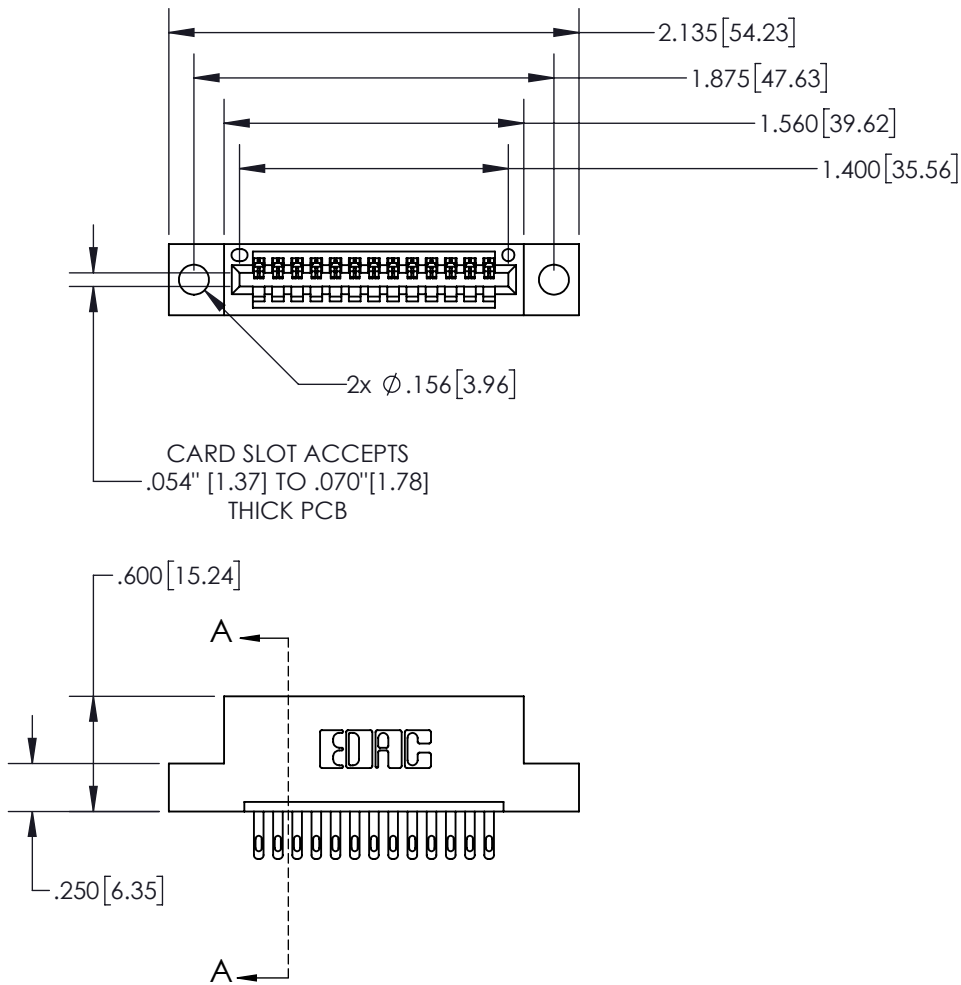 2.135[54.23]
1.875[47.63]
1.560[39.62]
1.400[35.56]
2x ∅.156[3.96]
CARD SLOT ACCEPTS
.054" [1.37] TO .070"[1.78]
THICK PCB
.600[15.24]
A
EDAC
.250[6.35]
A